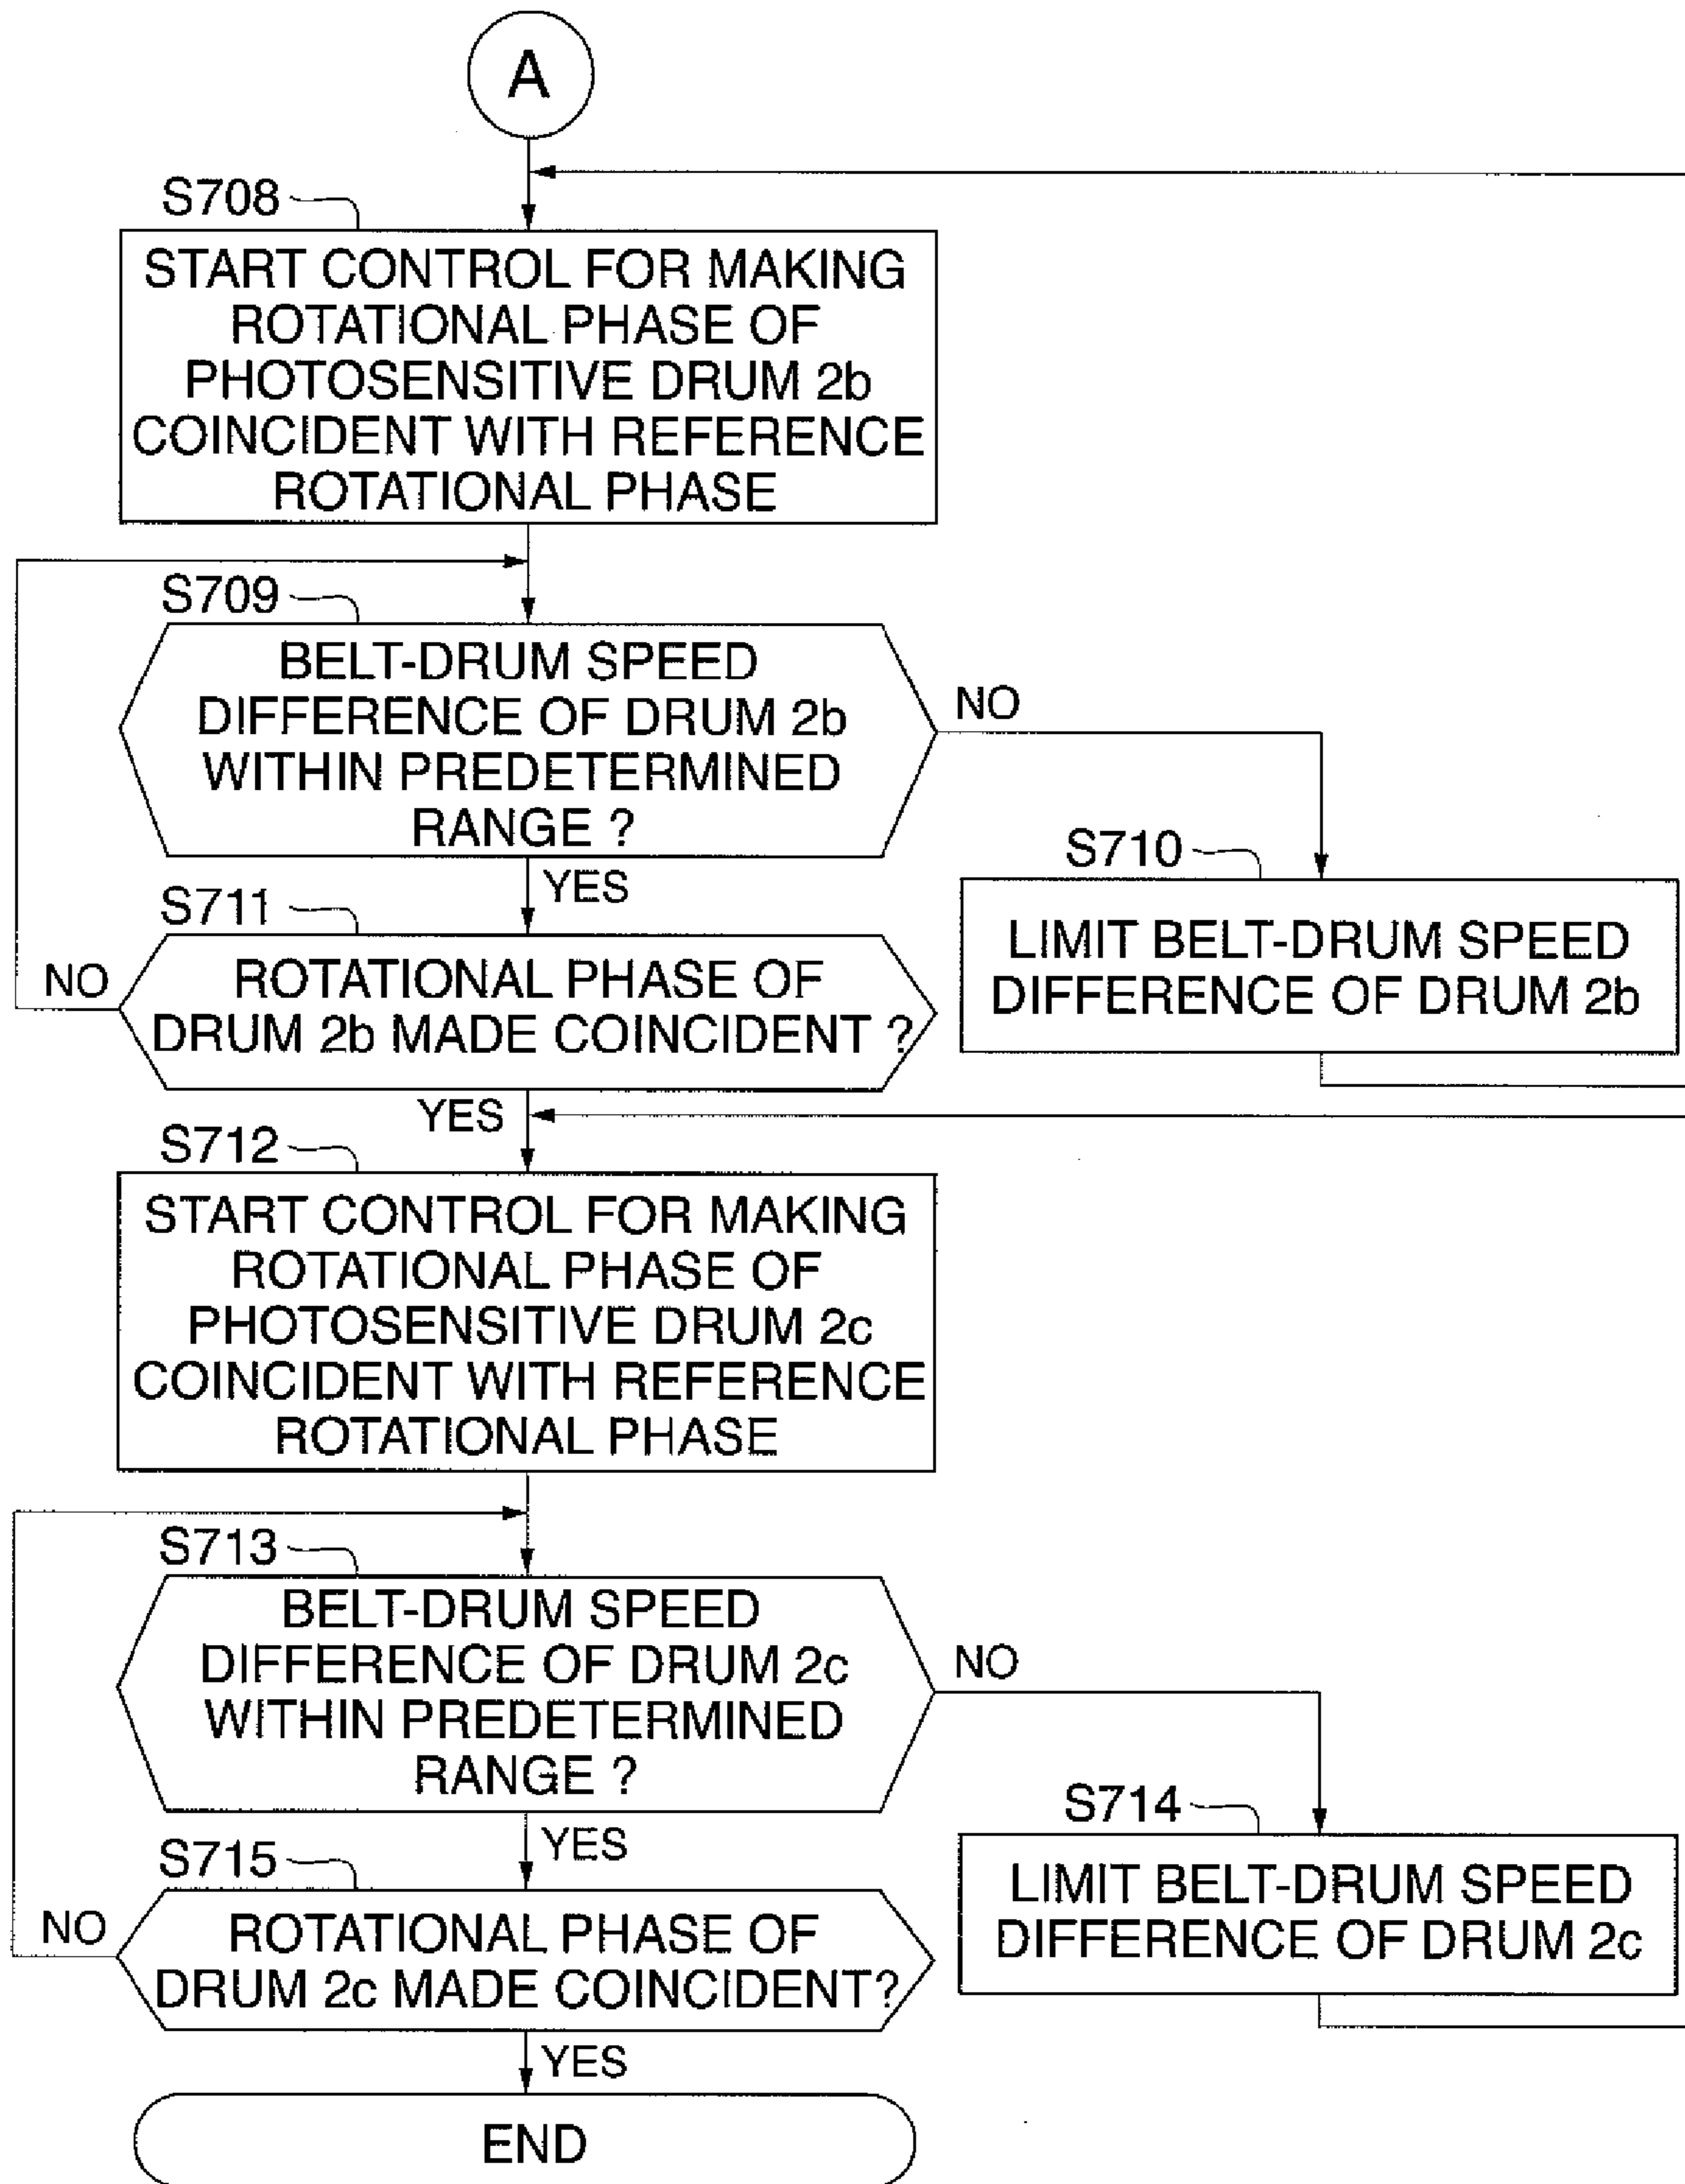 A
S708
START CONTROL FOR MAKING
ROTATIONAL PHASE OF
PHOTOSENSITIVE DRUM 2b
COINCIDENT WITH REFERENCE
ROTATIONAL PHASE
S709
BELT-DRUM SPEED
DIFFERENCE OF DRUM 2b
WITHIN PREDETERMINED
RANGE ?
NO
YES
S710
LIMIT BELT-DRUM SPEED
DIFFERENCE OF DRUM 2b
S711
ROTATIONAL PHASE OF
DRUM 2b MADE COINCIDENT ?
NO
YES
S712
START CONTROL FOR MAKING
ROTATIONAL PHASE OF
PHOTOSENSITIVE DRUM 2c
COINCIDENT WITH REFERENCE
ROTATIONAL PHASE
S713
BELT-DRUM SPEED
DIFFERENCE OF DRUM 2c
WITHIN PREDETERMINED
RANGE ?
NO
YES
S714
LIMIT BELT-DRUM SPEED
DIFFERENCE OF DRUM 2c
S715
ROTATIONAL PHASE OF
DRUM 2c MADE COINCIDENT?
NO
YES
END